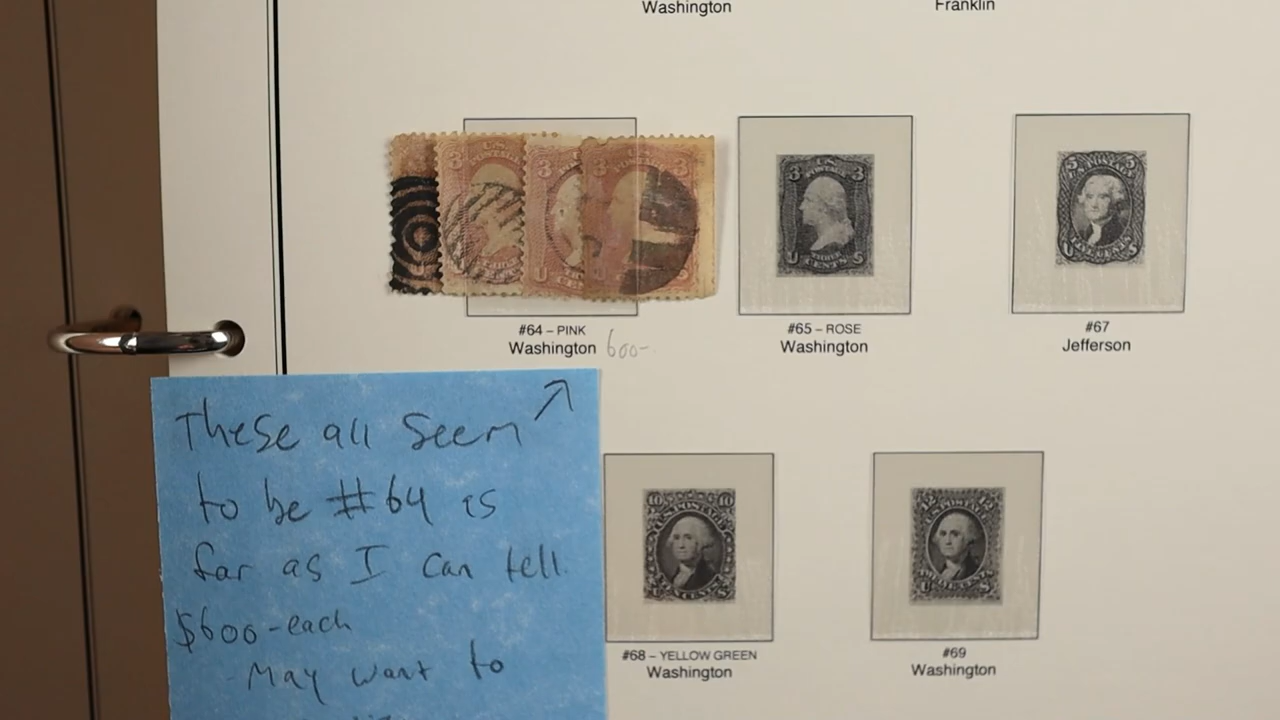 Washington
Franklin
#64 – PINK
Washington 600-
#65 – ROSE
Washington
#67
Jefferson
These all seem
to be #64 is
far as I can tell.
$600-each
May want to
#68 – YELLOW GREEN
Washington
#69
Washington